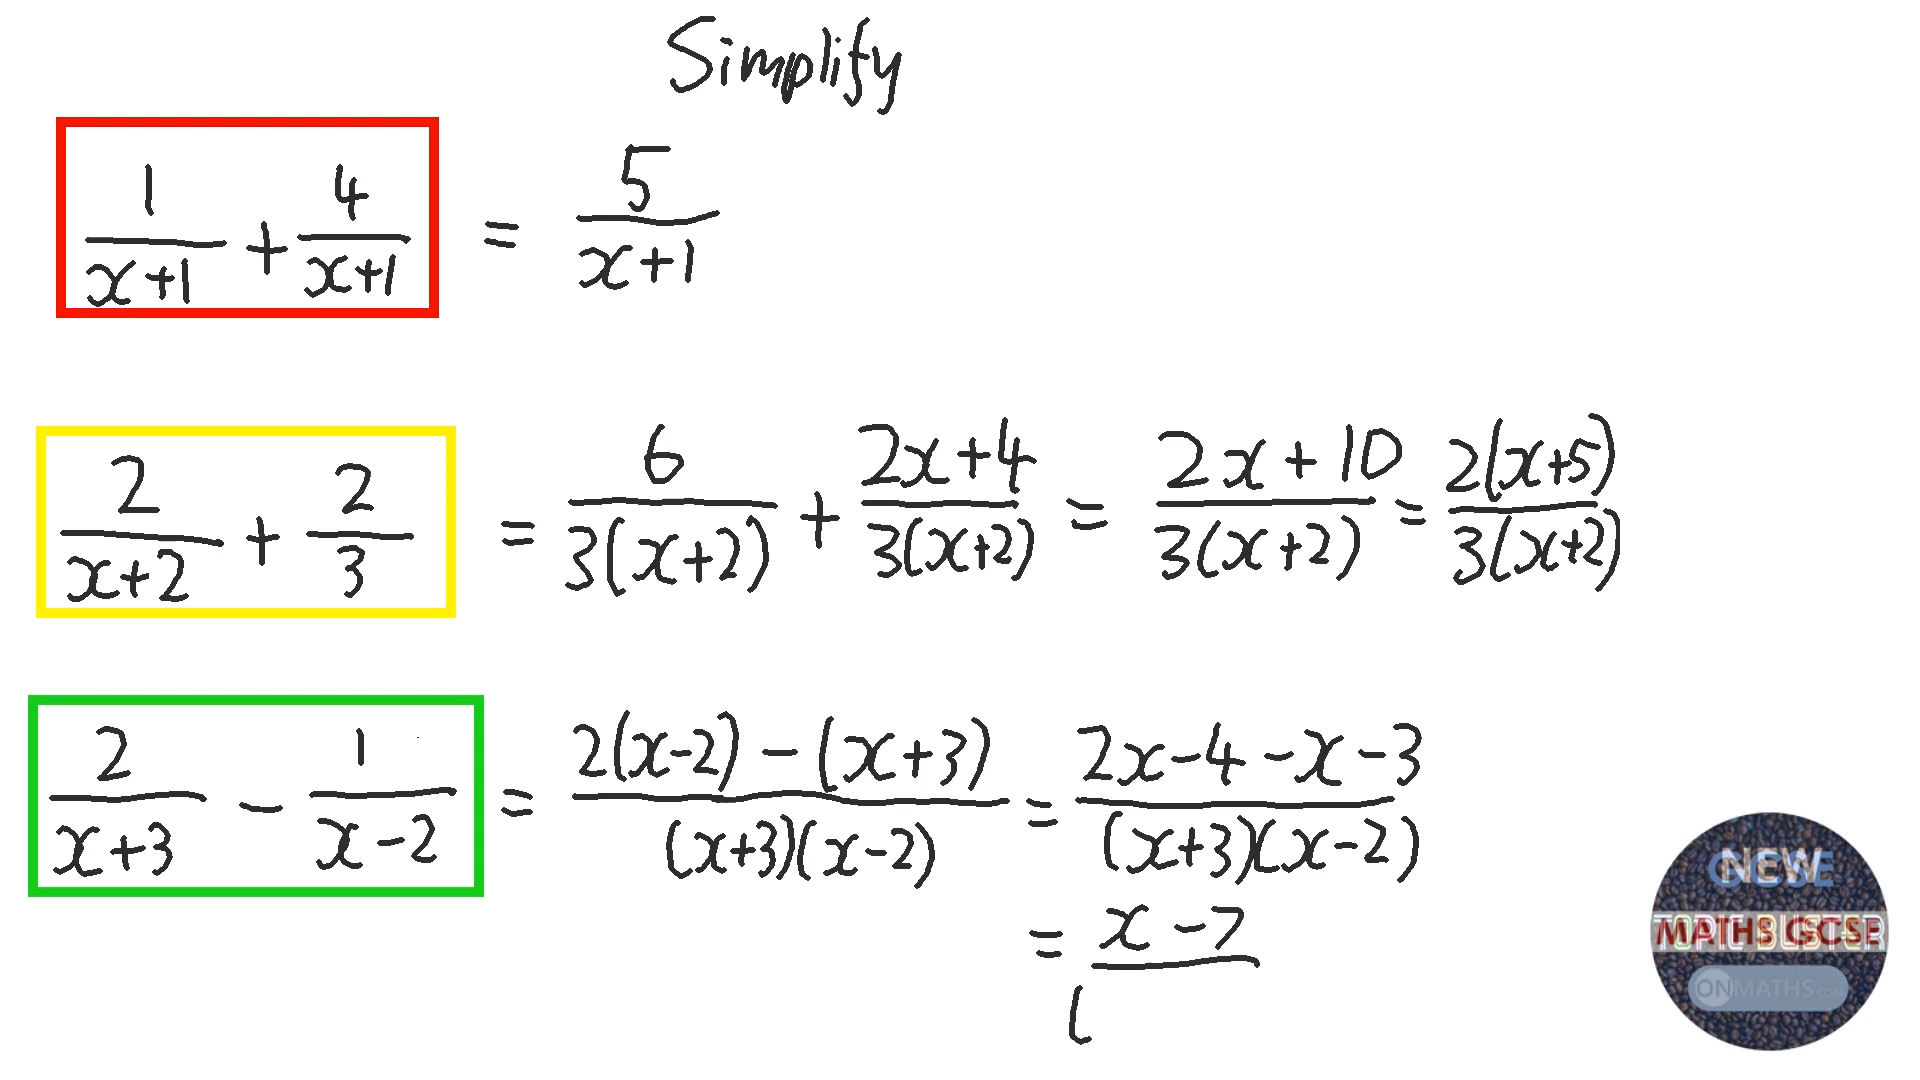 Simplify
1/(x+1) + 4/(x+1) = 5/(x+1)
2/(x+2) + 2/3 = 6/3(x+2) + (2x+4)/3(x+2) = (2x+10)/3(x+2) = 2(x+5)/3(x+2)
2/(x+3) - 1/(x-2) = (2(x-2) - (x+3))/(x+3)(x-2) = (2x-4-x-3)/(x+3)(x-2)
= (x-7)/(
MATHS GCSE
ONMATHS.COM